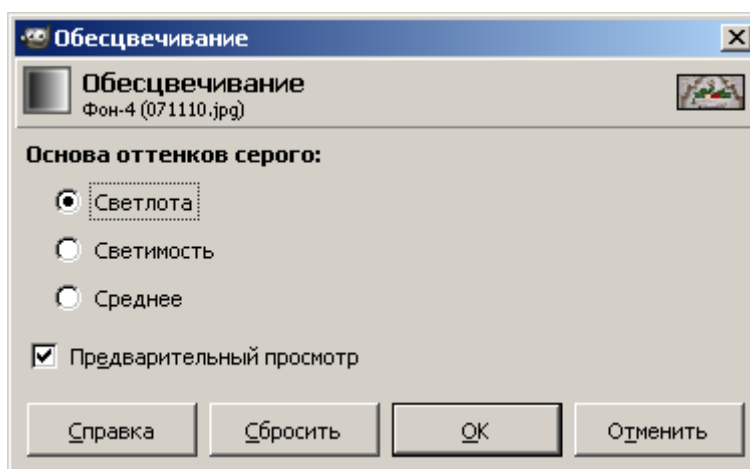 Обесцвечивание
Обесцвечивание
Фон-4 (071110.jpg)
Основа оттенков серого:
Светлота
Светимость
Среднее
Предварительный просмотр
Справка Сбросить OK Отменить